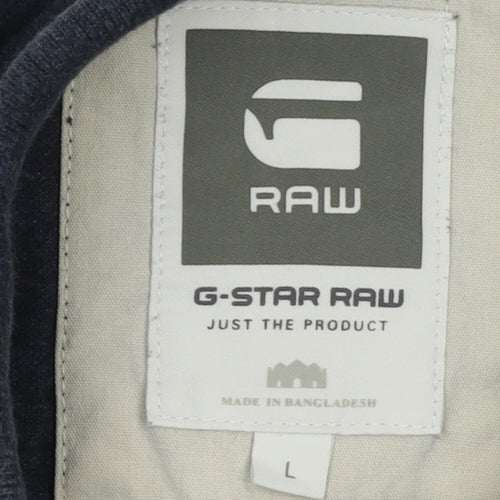 G
RAW
G-STAR RAW
JUST THE PRODUCT
MADE IN BANGLADESH
L